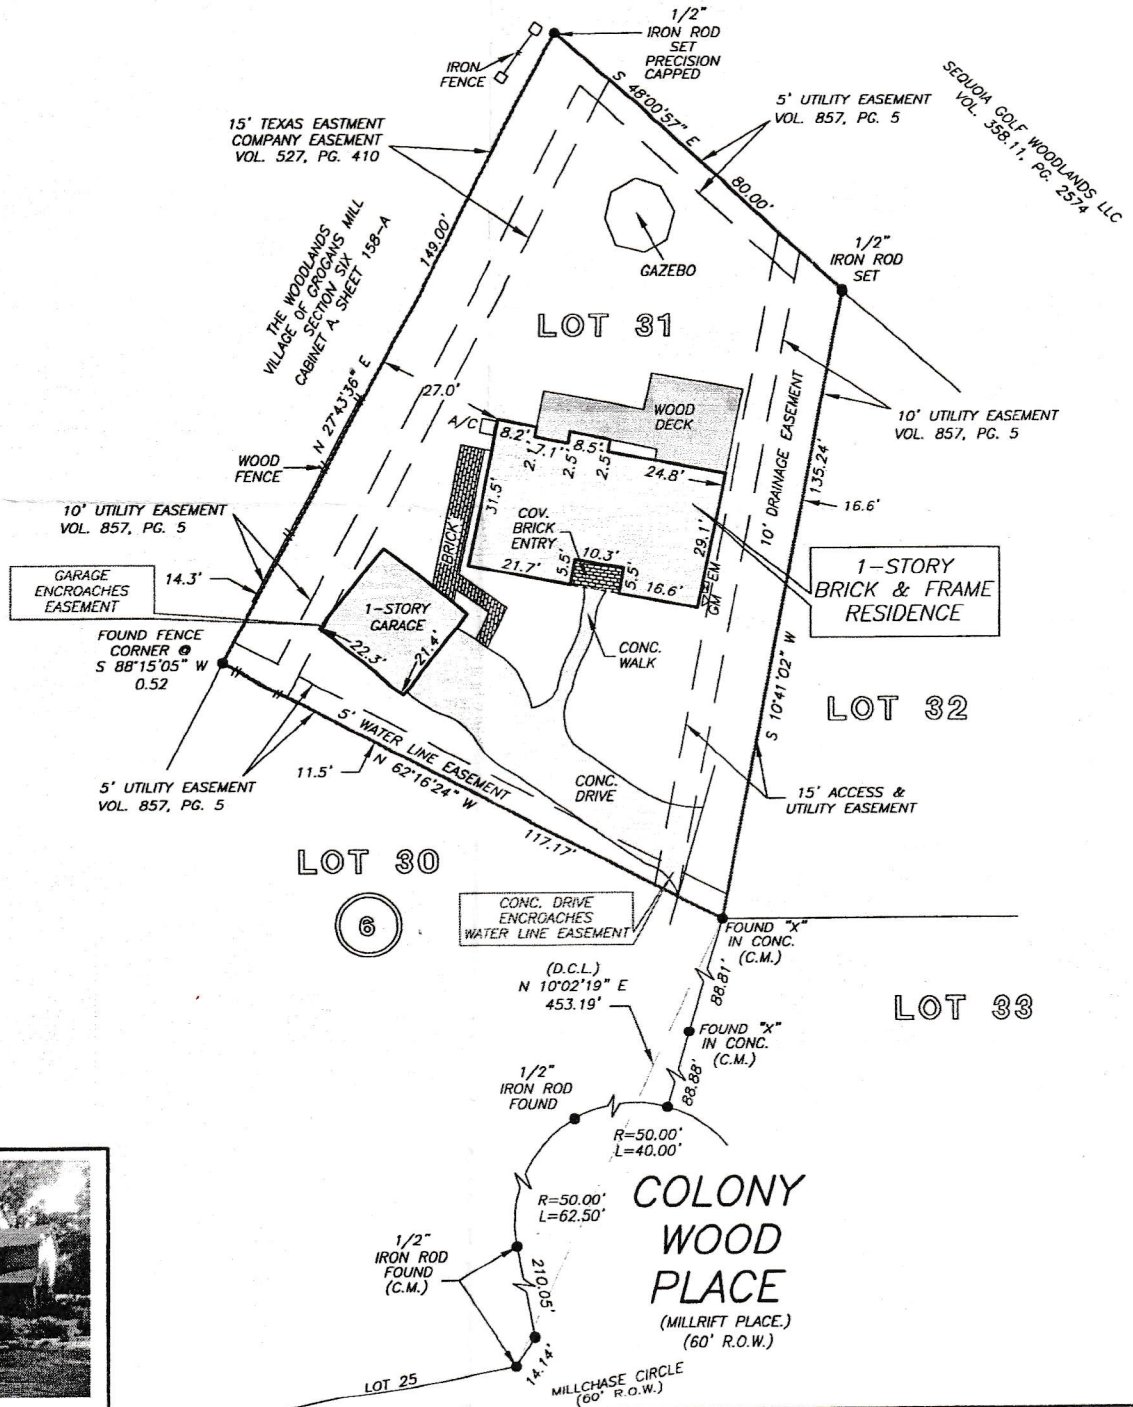 1/2"
IRON ROD
SET
PRECISION
CAPPED
IRON
FENCE
S 48°00'57" E
80.00'
5' UTILITY EASEMENT
VOL. 857, PG. 5
SEQUOIA GOLF WOODLANDS LLC
VOL. 358.11, PG. 2574
15' TEXAS EASTMENT
COMPANY EASEMENT
VOL. 527, PG. 410
149.00'
THE WOODLANDS
VILLAGE OF GROGANS MILL
SECTION SIX
CABINET A, SHEET 158-A
N 27°43'36" E
GAZEBO
1/2"
IRON ROD
SET
LOT 31
10' UTILITY EASEMENT
VOL. 857, PG. 5
27.0'
A/C
WOOD
DECK
8.2'
7.1'
8.5'
2.1'
2.5'
2.5'
24.8'
10' DRAINAGE EASEMENT
135.24'
16.6'
WOOD
FENCE
31.5'
BRICK
COV.
BRICK
ENTRY
10.3'
5.5'
5.5'
21.7'
16.6'
29.1'
EM
GM
10' UTILITY EASEMENT
VOL. 857, PG. 5
14.3'
GARAGE
ENCROACHES
EASEMENT
1-STORY
BRICK & FRAME
RESIDENCE
1-STORY
GARAGE
22.3'
21.4'
CONC.
WALK
FOUND FENCE
CORNER @
S 88°15'05" W
0.52
S 10°41'02" W
LOT 32
5' UTILITY EASEMENT
VOL. 857, PG. 5
5' WATER LINE EASEMENT
11.5'
N 62°16'24" W
117.17'
CONC.
DRIVE
15' ACCESS &
UTILITY EASEMENT
LOT 30
6
CONC. DRIVE
ENCROACHES
WATER LINE EASEMENT
FOUND "X"
IN CONC.
(C.M.)
(D.C.L.)
N 10°02'19" E
453.19'
88.81'
LOT 33
FOUND "X"
IN CONC.
(C.M.)
88.88'
1/2"
IRON ROD
FOUND
R=50.00'
L=40.00'
R=50.00'
L=62.50'
COLONY
WOOD
PLACE
(MILLRIFT PLACE.)
(60' R.O.W.)
1/2"
IRON ROD
FOUND
(C.M.)
210.05'
14.14'
LOT 25
MILLCHASE CIRCLE
(60' R.O.W.)